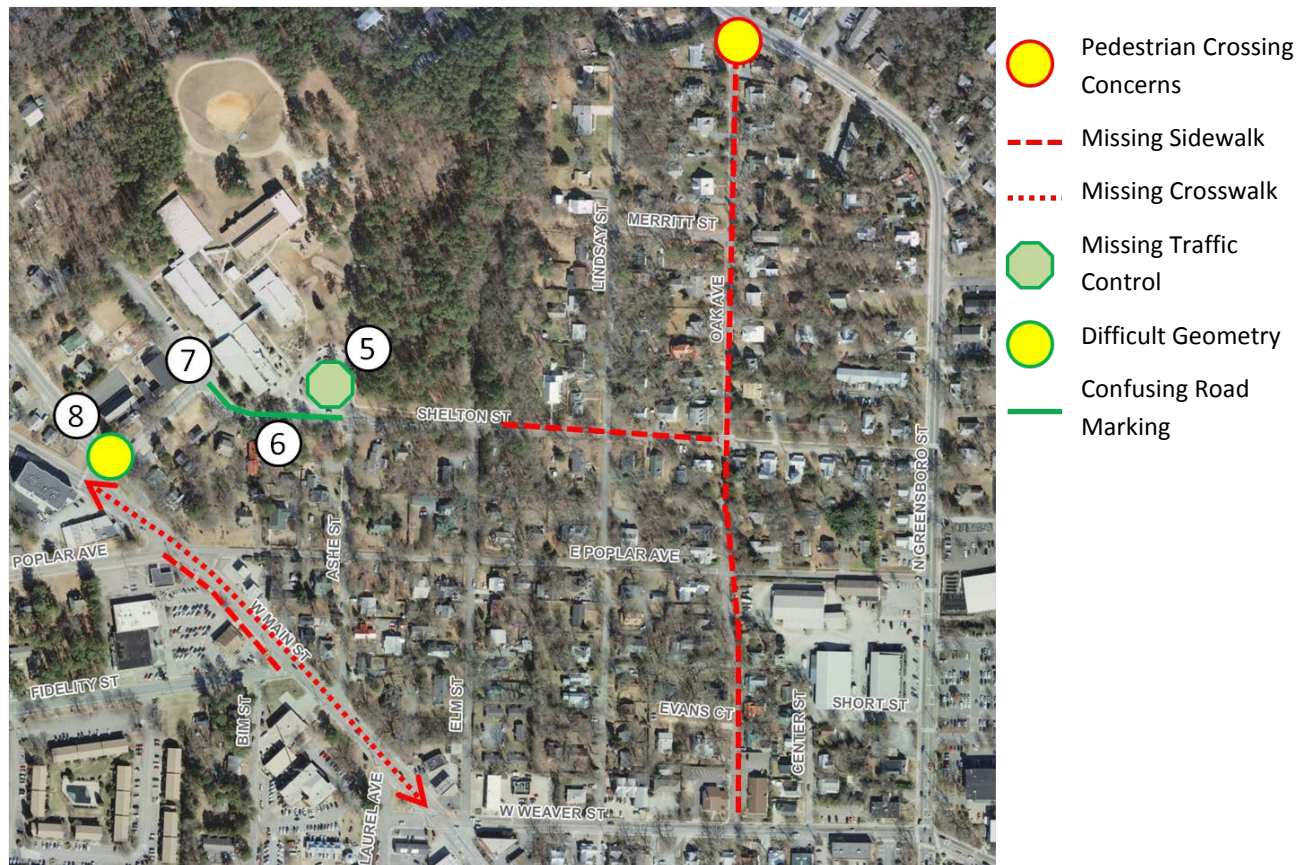 Pedestrian Crossing
Concerns
Missing Sidewalk
Missing Crosswalk
Missing Traffic
Control
Difficult Geometry
Confusing Road
Marking
MERRITT ST
LINDSAY ST
OAK AVE
5
7
8
SHELTON ST
6
N GREENSBORO ST
POPLAR AVE
ASHE ST
E POPLAR AVE
W MAIN ST
FIDELITY ST
BIM ST
ELM ST
EVANS CT
CENTER ST
SHORT ST
LAUREL AVE
W WEAVER ST